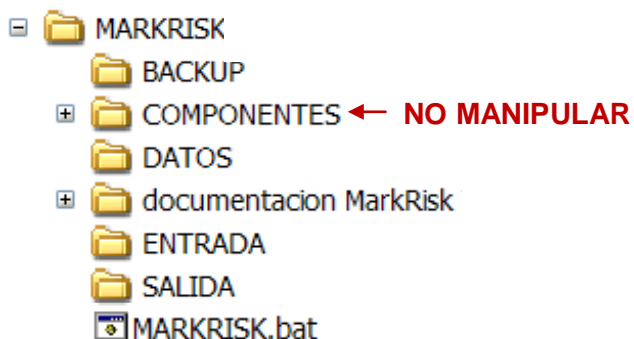 MARKRISK
BACKUP
COMPONENTES NO MANIPULAR
DATOS
documentacion MarkRisk
ENTRADA
SALIDA
MARKRISK.bat